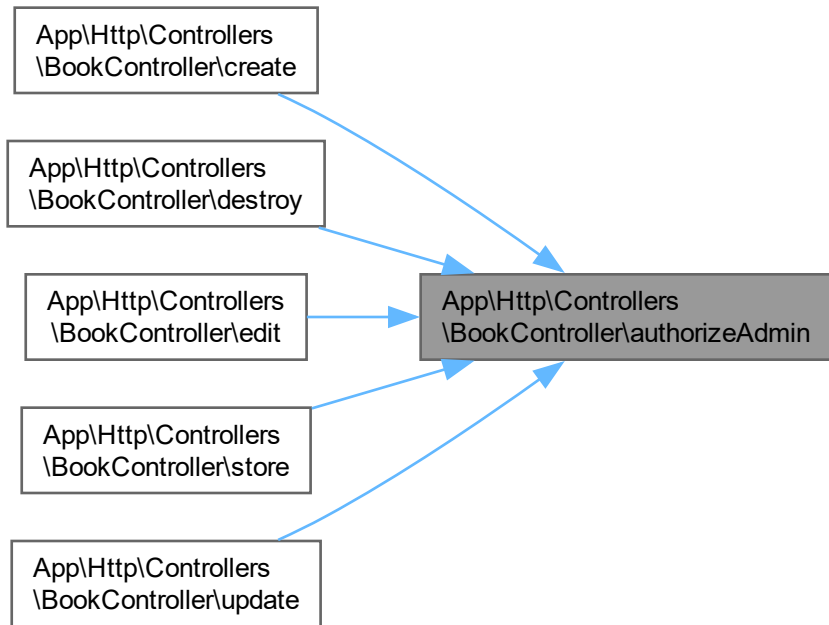 App\Http\Controllers
\BookController\create
App\Http\Controllers
\BookController\destroy
App\Http\Controllers
\BookController\edit
App\Http\Controllers
\BookController\authorizeAdmin
App\Http\Controllers
\BookController\store
App\Http\Controllers
\BookController\update